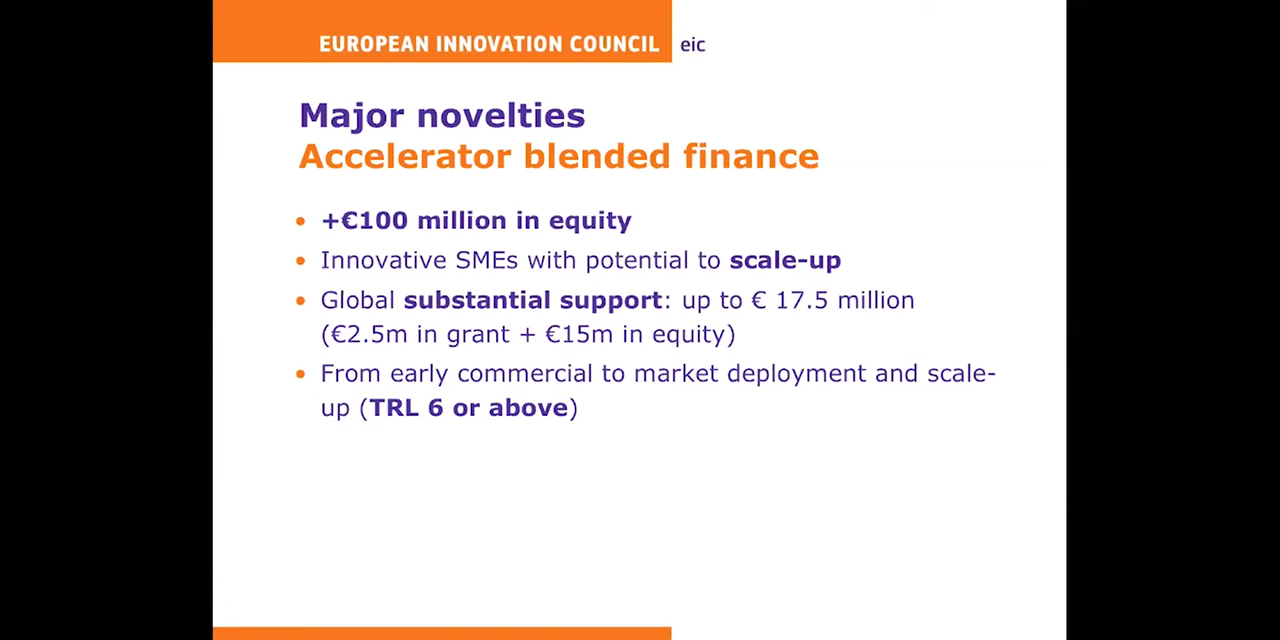 EUROPEAN INNOVATION COUNCIL eic
Major novelties
Accelerator blended finance
• +€100 million in equity
• Innovative SMEs with potential to scale-up
• Global substantial support: up to € 17.5 million
(€2.5m in grant + €15m in equity)
• From early commercial to market deployment and scale-
up (TRL 6 or above)